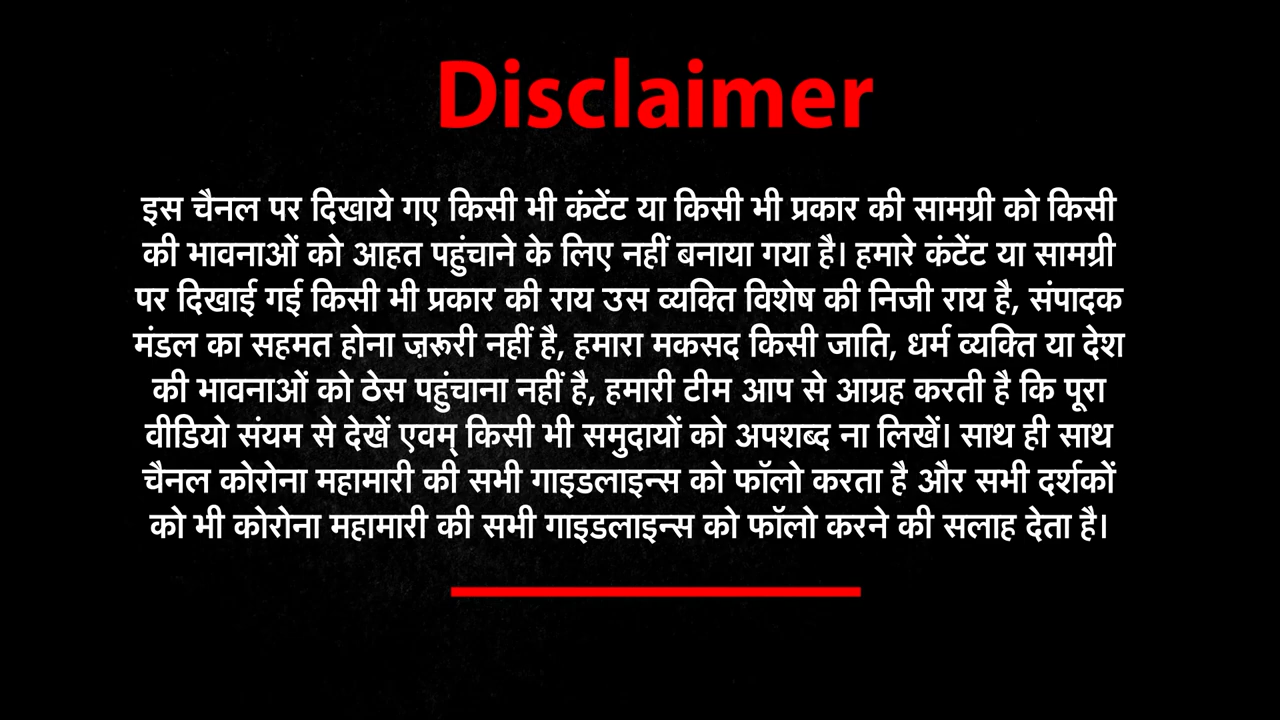 Disclaimer
इस चैनल पर दिखाये गए किसी भी कंटेंट या किसी भी प्रकार की सामग्री को किसी
की भावनाओं को आहत पहुंचाने के लिए नहीं बनाया गया है। हमारे कंटेंट या सामग्री
पर दिखाई गई किसी भी प्रकार की राय उस व्यक्ति विशेष की निजी राय है, संपादक
मंडल का सहमत होना ज़रूरी नहीं है, हमारा मकसद किसी जाति, धर्म व्यक्ति या देश
की भावनाओं को ठेस पहुंचाना नहीं है, हमारी टीम आप से आग्रह करती है कि पूरा
वीडियो संयम से देखें एवम् किसी भी समुदायों को अपशब्द ना लिखें। साथ ही साथ
चैनल कोरोना महामारी की सभी गाइडलाइन्स को फॉलो करता है और सभी दर्शकों
को भी कोरोना महामारी की सभी गाइडलाइन्स को फॉलो करने की सलाह देता है।